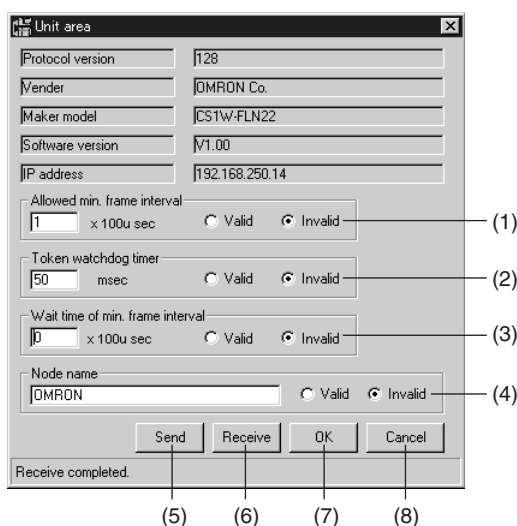 Unit area
Protocol version 128
Vender OMRON Co.
Maker model CS1W-FLN22
Software version V1.00
IP address 192.168.250.14
Allowed min. frame interval
1 x 100u sec Valid Invalid (1)
Token watchdog timer
50 msec Valid Invalid (2)
Wait time of min. frame interval
0 x 100u sec Valid Invalid (3)
Node name
OMRON Valid Invalid (4)
Send Receive OK Cancel
Receive completed.
(5) (6) (7) (8)